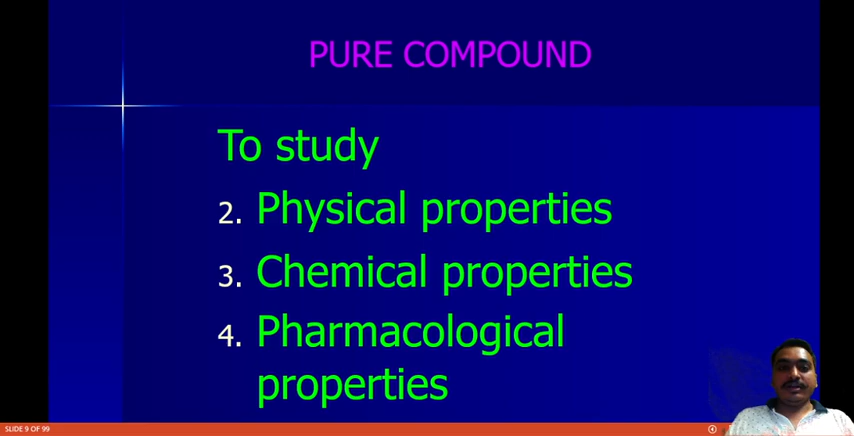 PURE COMPOUND
To study
2. Physical properties
3. Chemical properties
4. Pharmacological
properties
SLIDE 9 OF 99